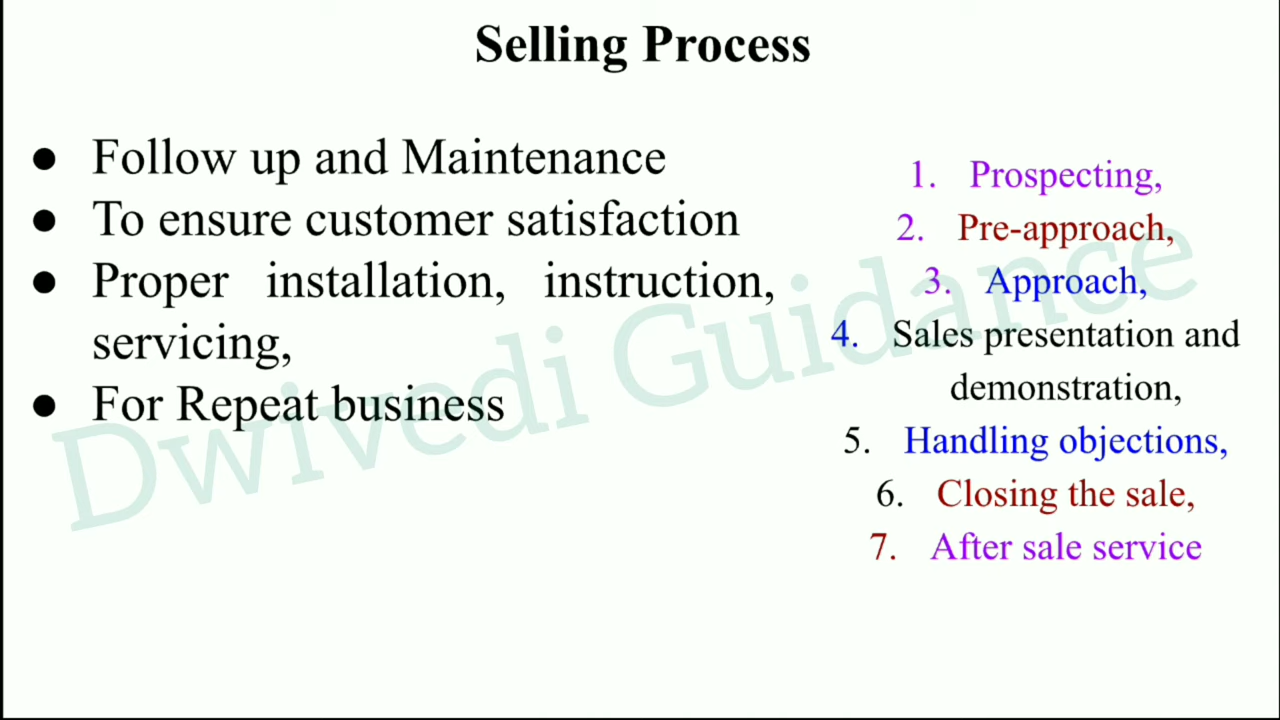 Selling Process
● Follow up and Maintenance
● To ensure customer satisfaction
● Proper installation, instruction,
servicing,
● For Repeat business
1. Prospecting,
2. Pre-approach,
3. Approach,
4. Sales presentation and
demonstration,
5. Handling objections,
6. Closing the sale,
7. After sale service
Dwivedi Guidance